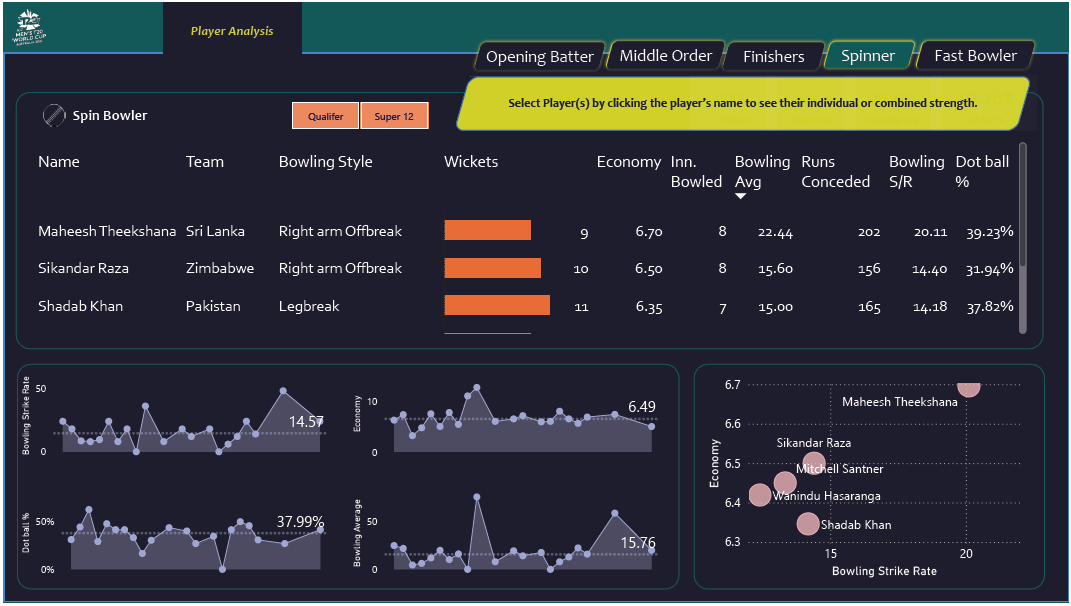 MEN'S T20
WORLD CUP
Player Analysis
Opening Batter
Middle Order
Finishers
Spinner
Fast Bowler
Select Player(s) by clicking the player's name to see their individual or combined strength.
Spin Bowler
Qualifer
Super 12
Name Team Bowling Style Wickets Economy Inn. Bowled Bowling Avg Runs Conceded Bowling S/R Dot ball %
Maheesh Theekshana Sri Lanka Right arm Offbreak 9 6.70 8 22.44 202 20.11 39.23%
Sikandar Raza Zimbabwe Right arm Offbreak 10 6.50 8 15.60 156 14.40 31.94%
Shadab Khan Pakistan Legbreak 11 6.35 7 15.00 165 14.18 37.82%
Bowling Strike Rate
50
0
14.57
Economy
10
0
6.49
Dot ball %
50%
0%
37.99%
Bowling Average
50
0
15.76
Economy
6.7
6.6
6.5
6.4
6.3
Maheesh Theekshana
Sikandar Raza
Mitchell Santner
Wanindu Hasaranga
Shadab Khan
15
20
Bowling Strike Rate